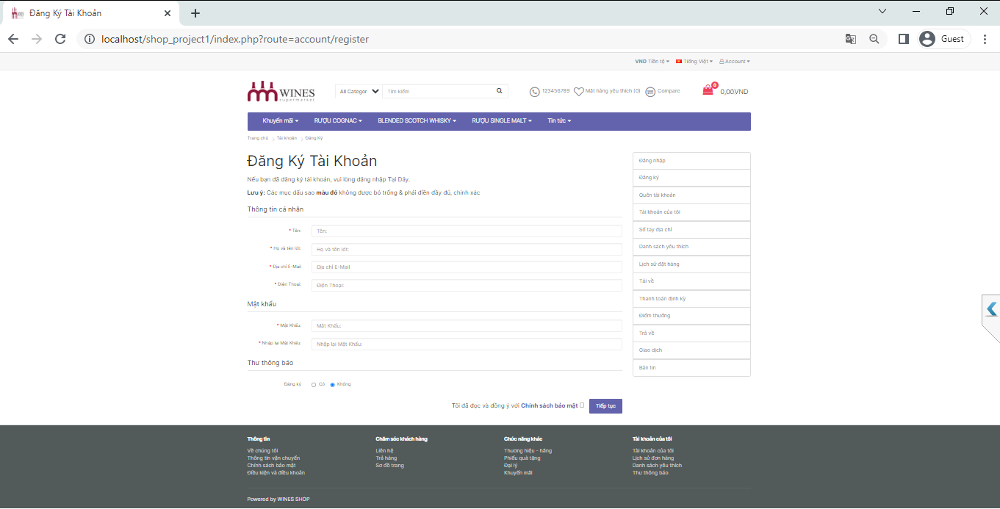 Đăng Ký Tài Khoản
localhost/shop_project1/index.php?route=account/register
Guest
VND Tiền tệ Tiếng Việt Account
WINES
supermarket
All Categor Tìm kiếm 123456789 Mặt hàng yêu thích (0) Compare 0 0,00VND
Khuyến mãi RƯỢU COGNAC BLENDED SCOTCH WHISKY RƯỢU SINGLE MALT Tin tức
Trang chủ Tài khoản Đăng Ký
Đăng Ký Tài Khoản
Nếu bạn đã đăng ký tài khoản, vui lòng đăng nhập Tại Dây.
Lưu ý: Các mục dấu sao màu đỏ không được bỏ trống & phải điền đầy đủ, chính xác
Thông tin cá nhân
* Tên: Tên:
* Họ và tên lót: Họ và tên lót:
* Địa chỉ E-Mail Địa chỉ E-Mail
* Điện Thoại: Điện Thoại:
Mật khẩu
* Mật Khẩu: Mật Khẩu:
* Nhập lại Mật Khẩu: Nhập lại Mật Khẩu:
Thư thông báo
Đăng ký Có Không
Tôi đã đọc và đồng ý với Chính sách bảo mật Tiếp tục
Đăng nhập
Đăng ký
Quên tài khoản
Tài khoản của tôi
Sổ tay địa chỉ
Danh sách yêu thích
Lịch sử đặt hàng
Tải về
Thanh toán định kỳ
Điểm thưởng
Trả về
Giao dịch
Bản tin
Thông tin
Về chúng tôi
Thông tin vận chuyển
Chính sách bảo mật
Điều kiện và điều khoản
Chăm sóc khách hàng
Liên hệ
Trả hàng
Sơ đồ trang
Chức năng khác
Thương hiệu - hãng
Phiếu quà tặng
Đại lý
Khuyến mãi
Tài khoản của tôi
Tài khoản của tôi
Lịch sử đơn hàng
Danh sách yêu thích
Thư thông báo
Powered by WINES SHOP